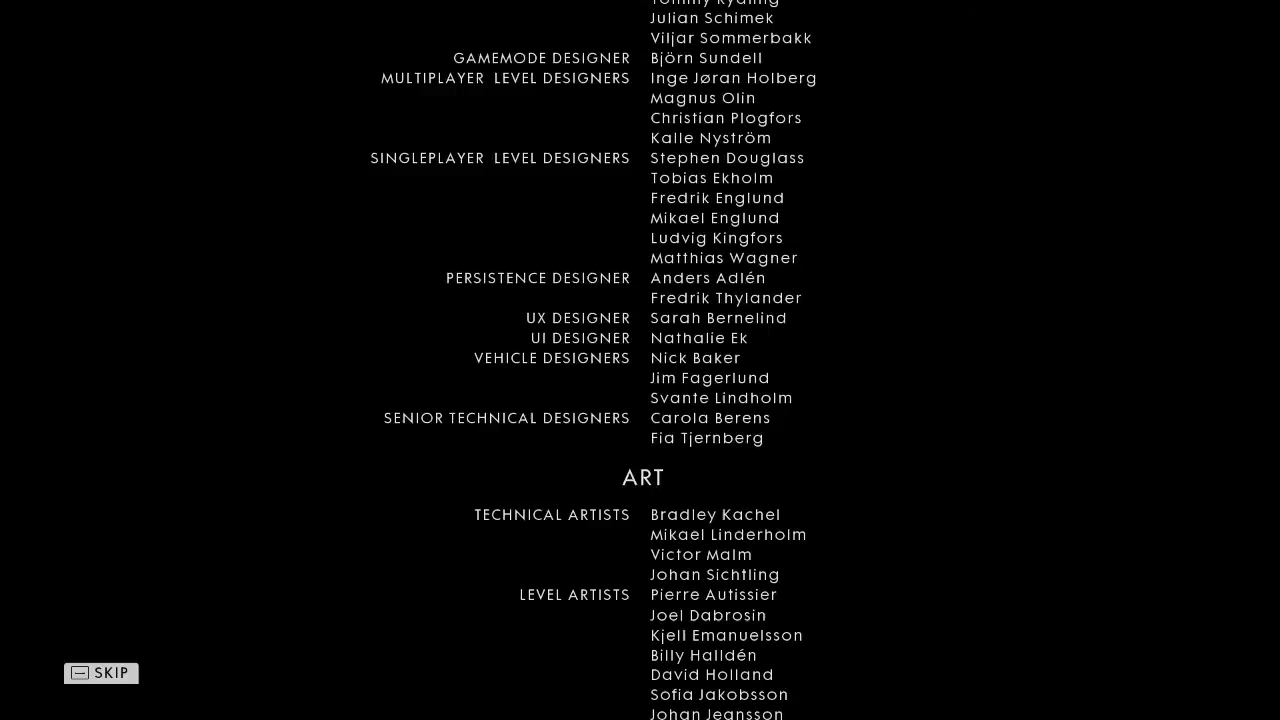 Tommy Ryding
Julian Schimek
Viljar Sommerbakk
GAMEMODE DESIGNER Björn Sundell
MULTIPLAYER LEVEL DESIGNERS Inge Jøran Holberg
Magnus Olin
Christian Plogfors
Kalle Nyström
SINGLEPLAYER LEVEL DESIGNERS Stephen Douglass
Tobias Ekholm
Fredrik Englund
Mikael Englund
Ludvig Kingfors
Matthias Wagner
PERSISTENCE DESIGNER Anders Adlén
Fredrik Thylander
UX DESIGNER Sarah Bernelind
UI DESIGNER Nathalie Ek
VEHICLE DESIGNERS Nick Baker
Jim Fagerlund
Svante Lindholm
SENIOR TECHNICAL DESIGNERS Carola Berens
Fia Tjernberg
ART
TECHNICAL ARTISTS Bradley Kachel
Mikael Linderholm
Victor Malm
Johan Sichtling
LEVEL ARTISTS Pierre Autissier
Joel Dabrosin
Kjell Emanuelsson
Billy Halldén
David Holland
SKIP
Sofia Jakobsson
Johan Jeansson